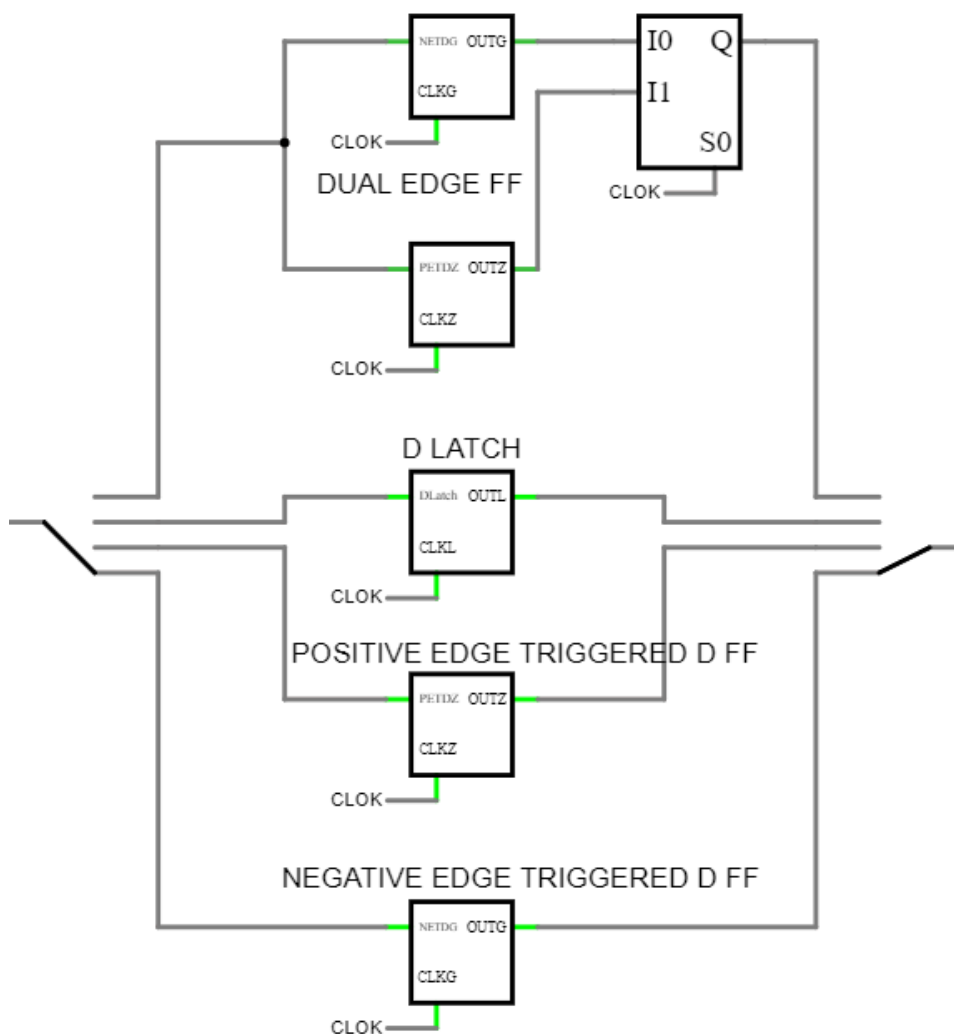 NETDG OUTG
CLKG
CLOK
I0 Q
I1
S0
CLOK
DUAL EDGE FF
PETDZ OUTZ
CLKZ
CLOK
D LATCH
DLatch OUTL
CLKL
CLOK
POSITIVE EDGE TRIGGERED D FF
PETDZ OUTZ
CLKZ
CLOK
NEGATIVE EDGE TRIGGERED D FF
NETDG OUTG
CLKG
CLOK